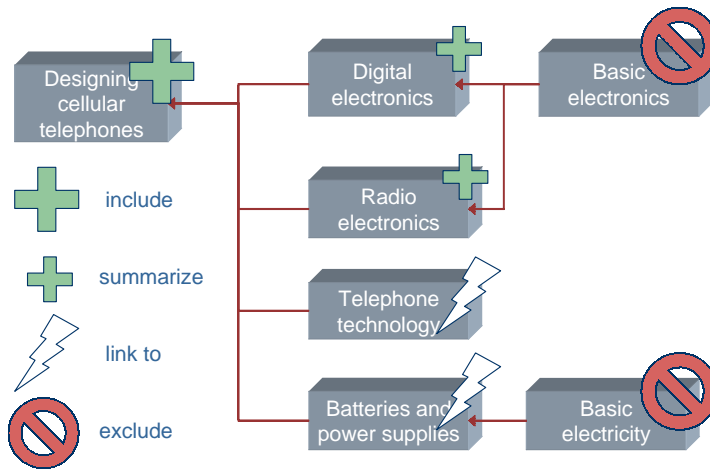 Designing
cellular
telephones
Digital
electronics
Basic
electronics
Radio
electronics
Telephone
technology
Batteries and
power supplies
Basic
electricity
include
summarize
link to
exclude